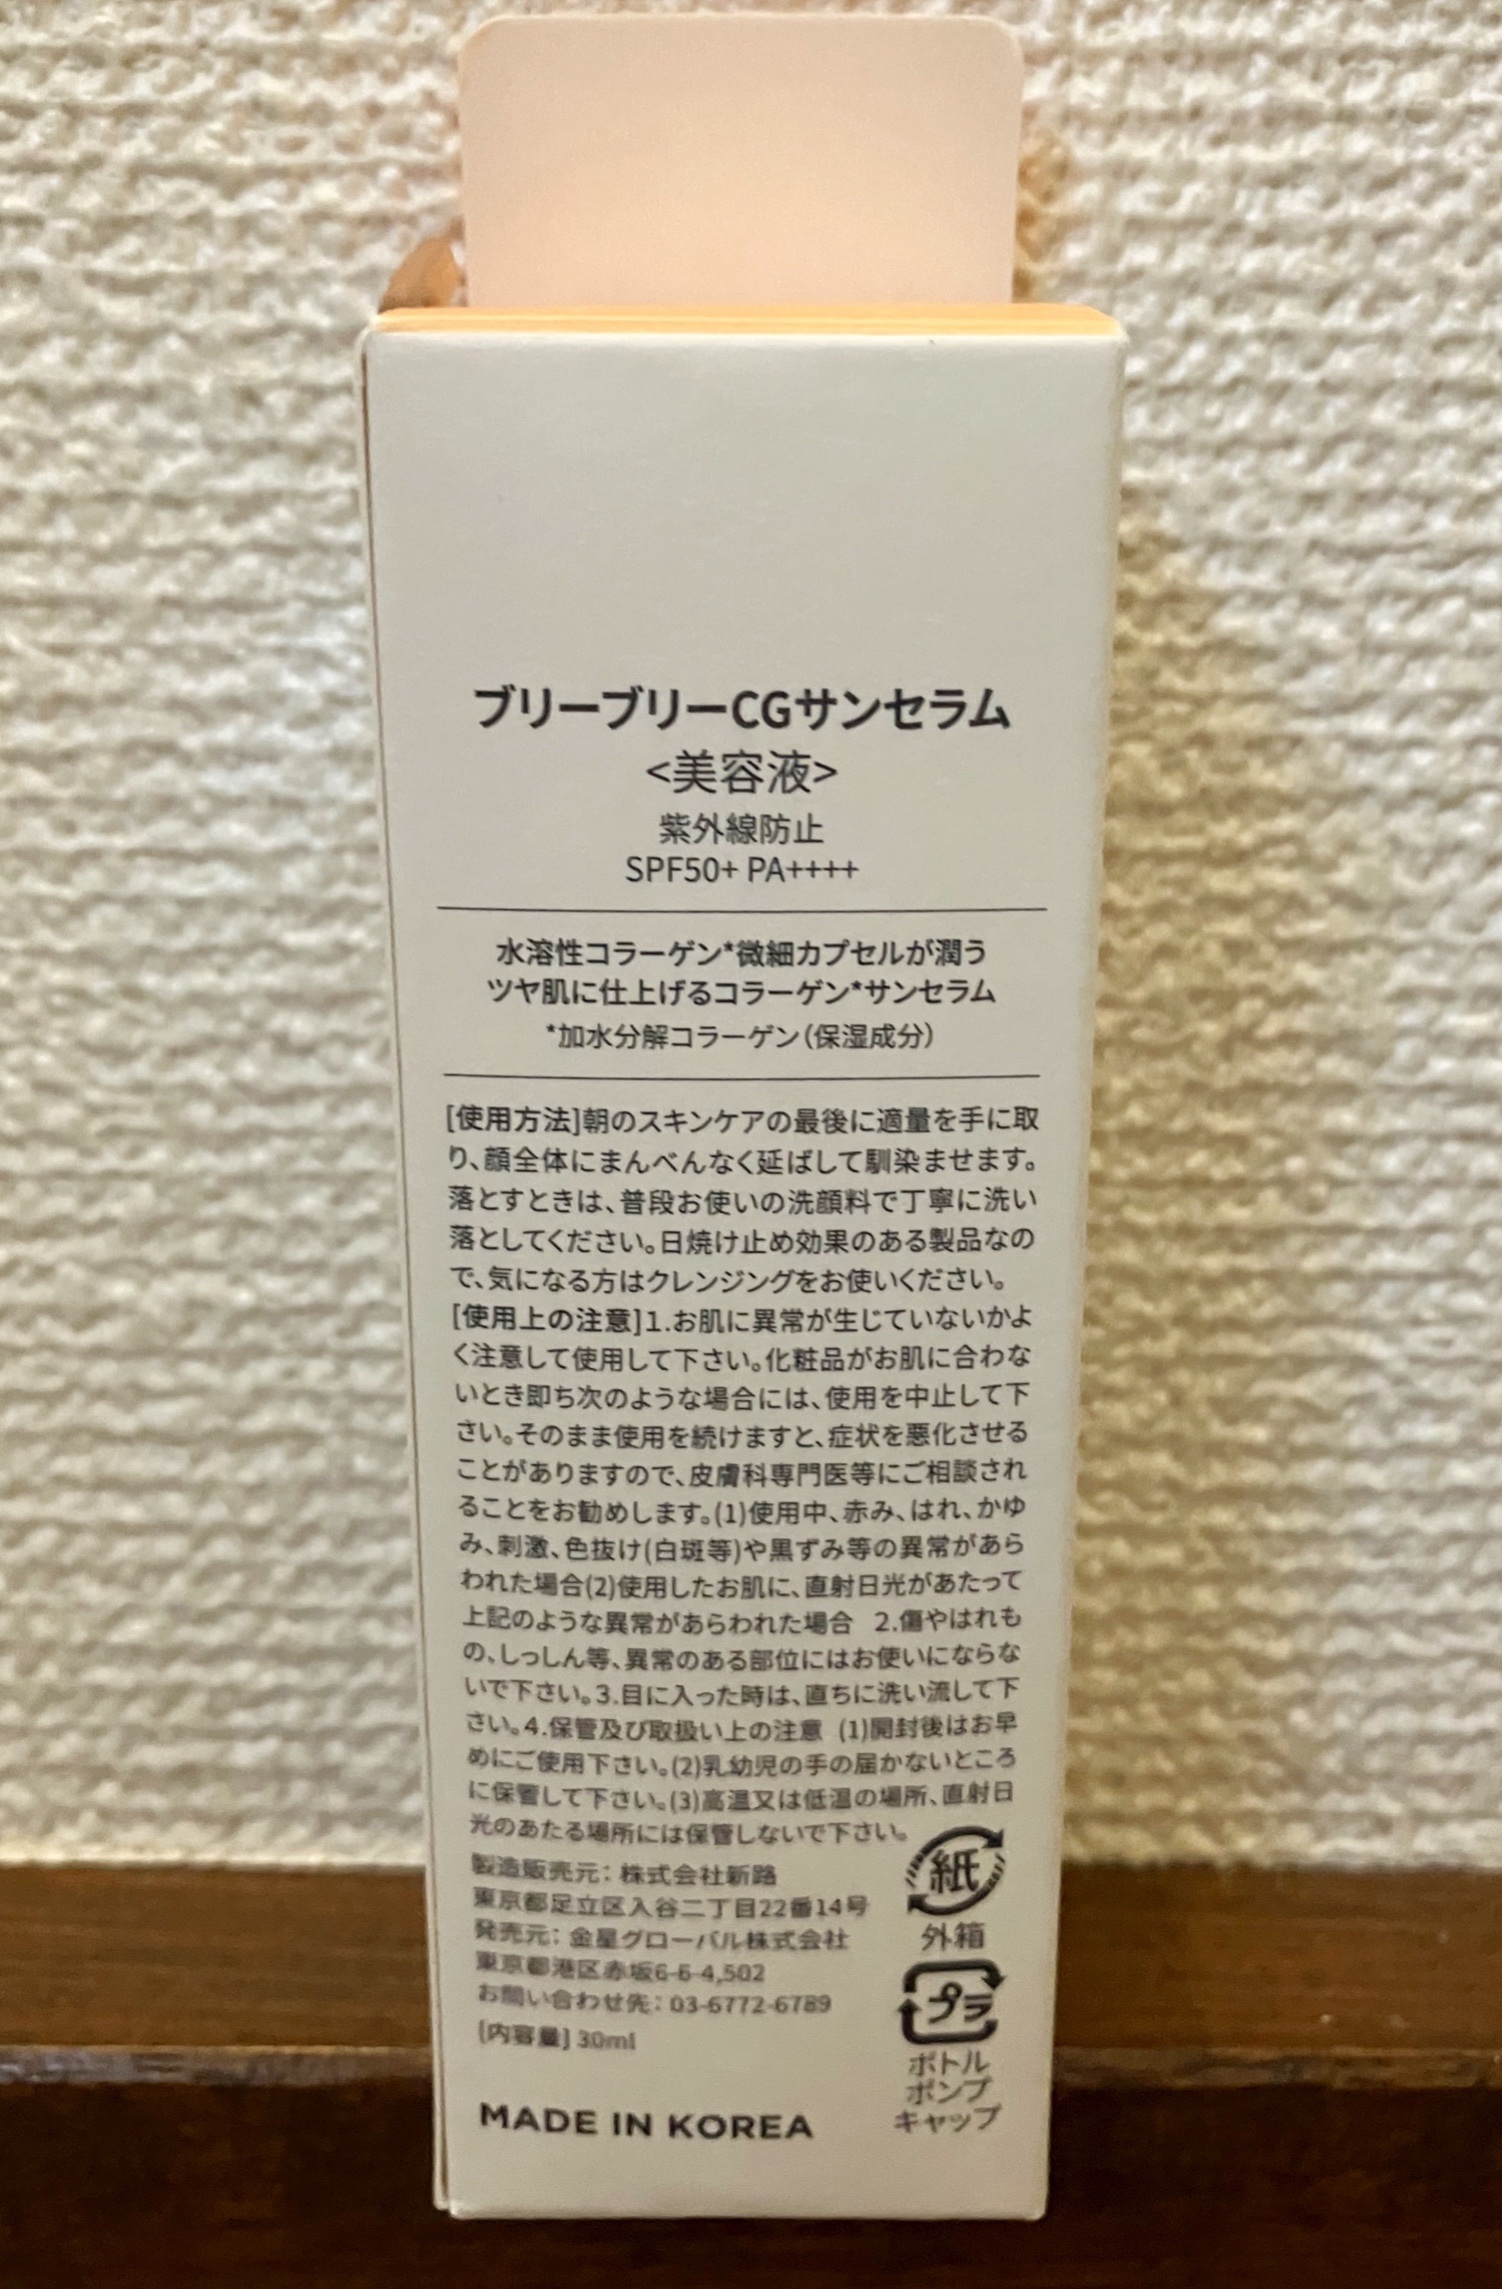 ブリーブリーCGサンセラム
<美容液>
紫外線防止
SPF50+ PA++++
水溶性コラーゲン*微細カプセルが潤う
ツヤ肌に仕上げるコラーゲン*サンセラム
*加水分解コラーゲン(保湿成分)
[使用方法]朝のスキンケアの最後に適量を手に取
り、顔全体にまんべんなく延ばして馴染ませます。
落とすときは、普段お使いの洗顔料で丁寧に洗い
落としてください。日焼け止め効果のある製品なの
で、気になる方はクレンジングをお使いください。
[使用上の注意]1.お肌に異常が生じていないかよ
く注意して使用して下さい。化粧品がお肌に合わな
いとき即ち次のような場合には、使用を中止して下
さい。そのまま使用を続けますと、症状を悪化させる
ことがありますので、皮膚科専門医等にご相談され
ることをお勧めします。(1)使用中、赤み、はれ、かゆ
み、刺激、色抜け(白斑等)や黒ずみ等の異常があら
われた場合(2)使用したお肌に、直射日光があたって
上記のような異常があらわれた場合 2.傷やはれも
の、しっしん等、異常のある部位にはお使いにならな
いで下さい。3.目に入った時は、直ちに洗い流して下
さい。4.保管及び取扱い上の注意 (1)開封後はお早
めにご使用下さい。(2)乳幼児の手の届かないところ
に保管して下さい。(3)高温又は低温の場所、直射日
光のあたる場所には保管しないで下さい。
製造販売元: 株式会社新路
東京都足立区入谷二丁目22番14号
発売元: 金星グローバル株式会社
東京都港区赤坂6-6-4,502
お問い合わせ先: 03-6772-6789
[内容量] 30ml
MADE IN KOREA
紙
外箱
プラ
ボトル
ポンプ
キャップ